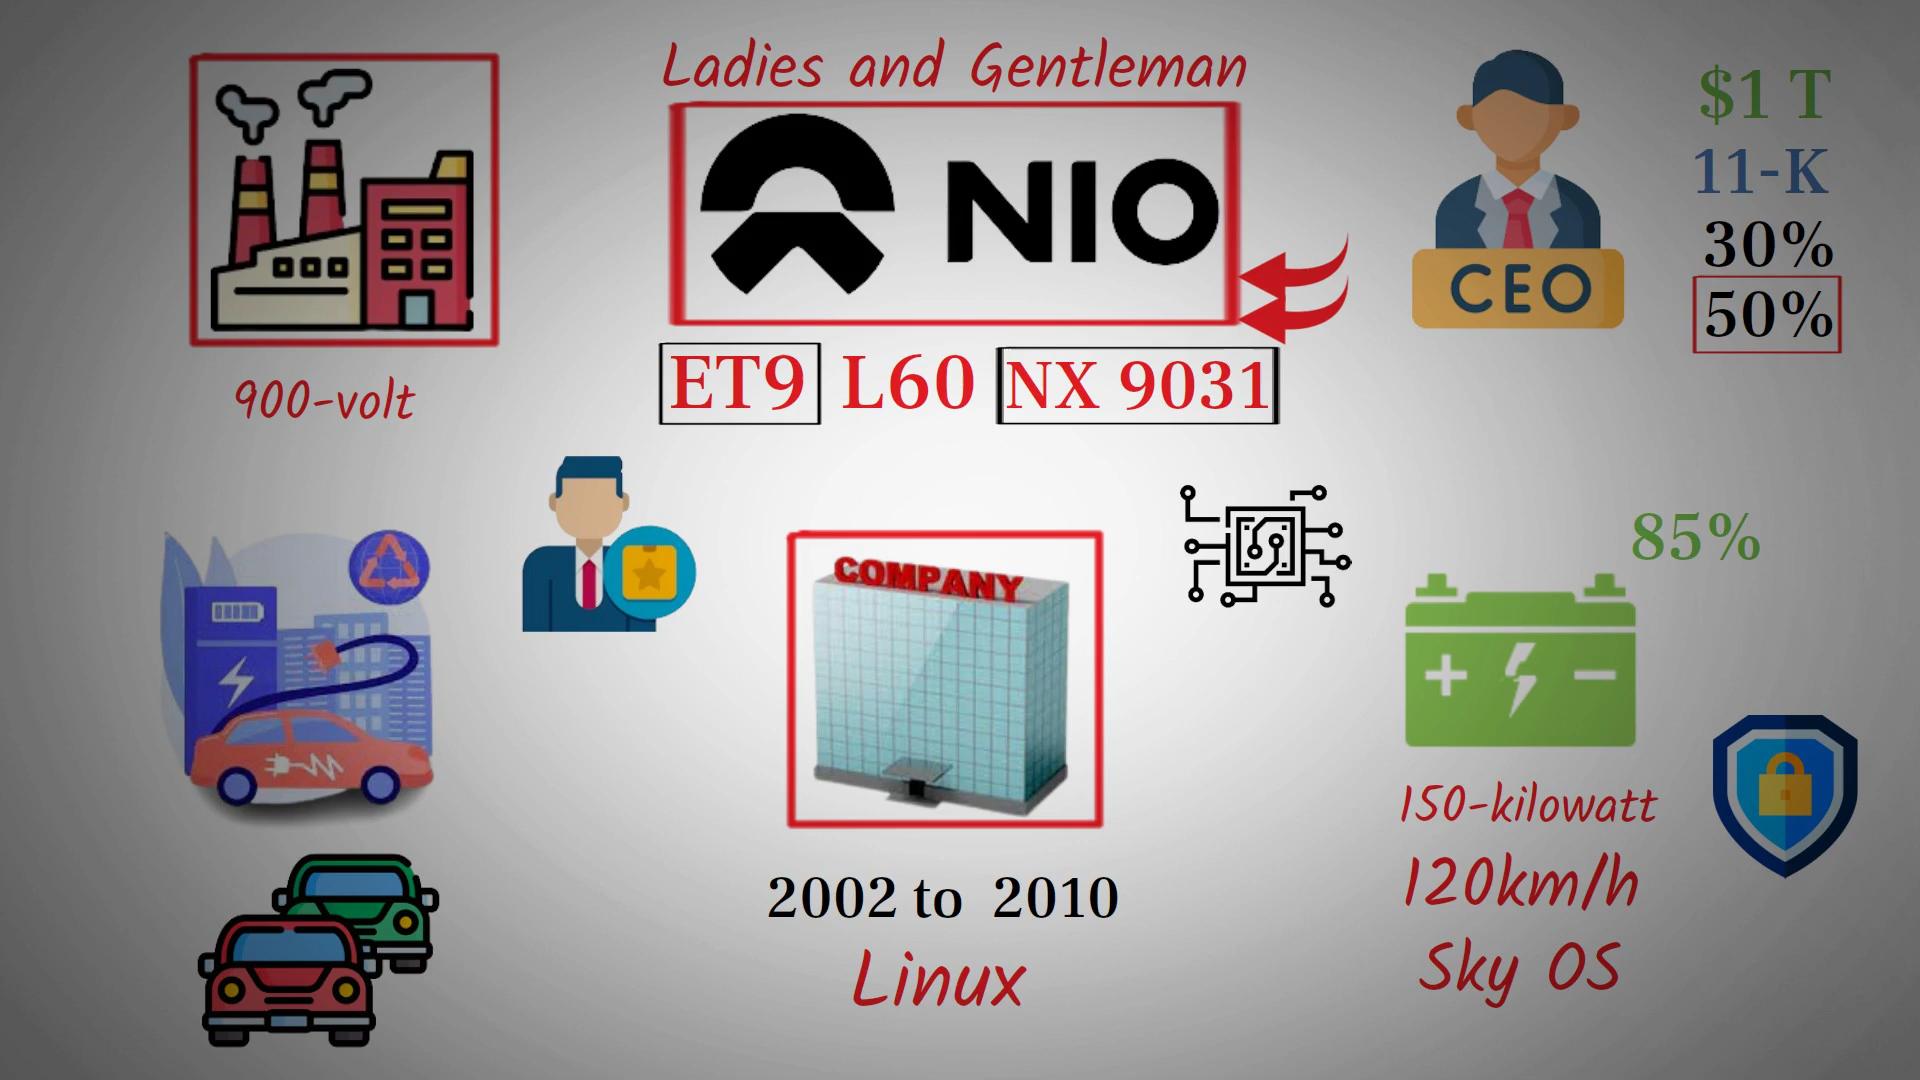 Ladies and Gentleman
NIO
CEO
$1 T
11-K
30%
50%
900-volt
ET9 L60 NX 9031
COMPANY
85%
2002 to 2010
Linux
150-kilowatt
120km/h
Sky OS